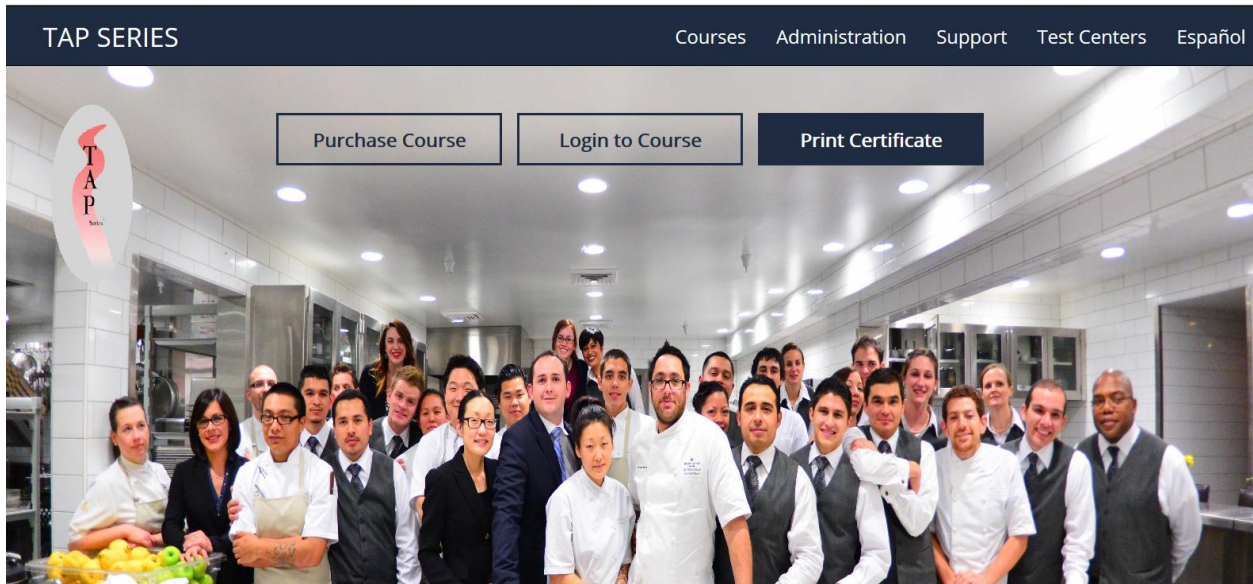 TAP SERIES
Courses Administration Support Test Centers Español
Purchase Course Login to Course Print Certificate
T
A
P
Series